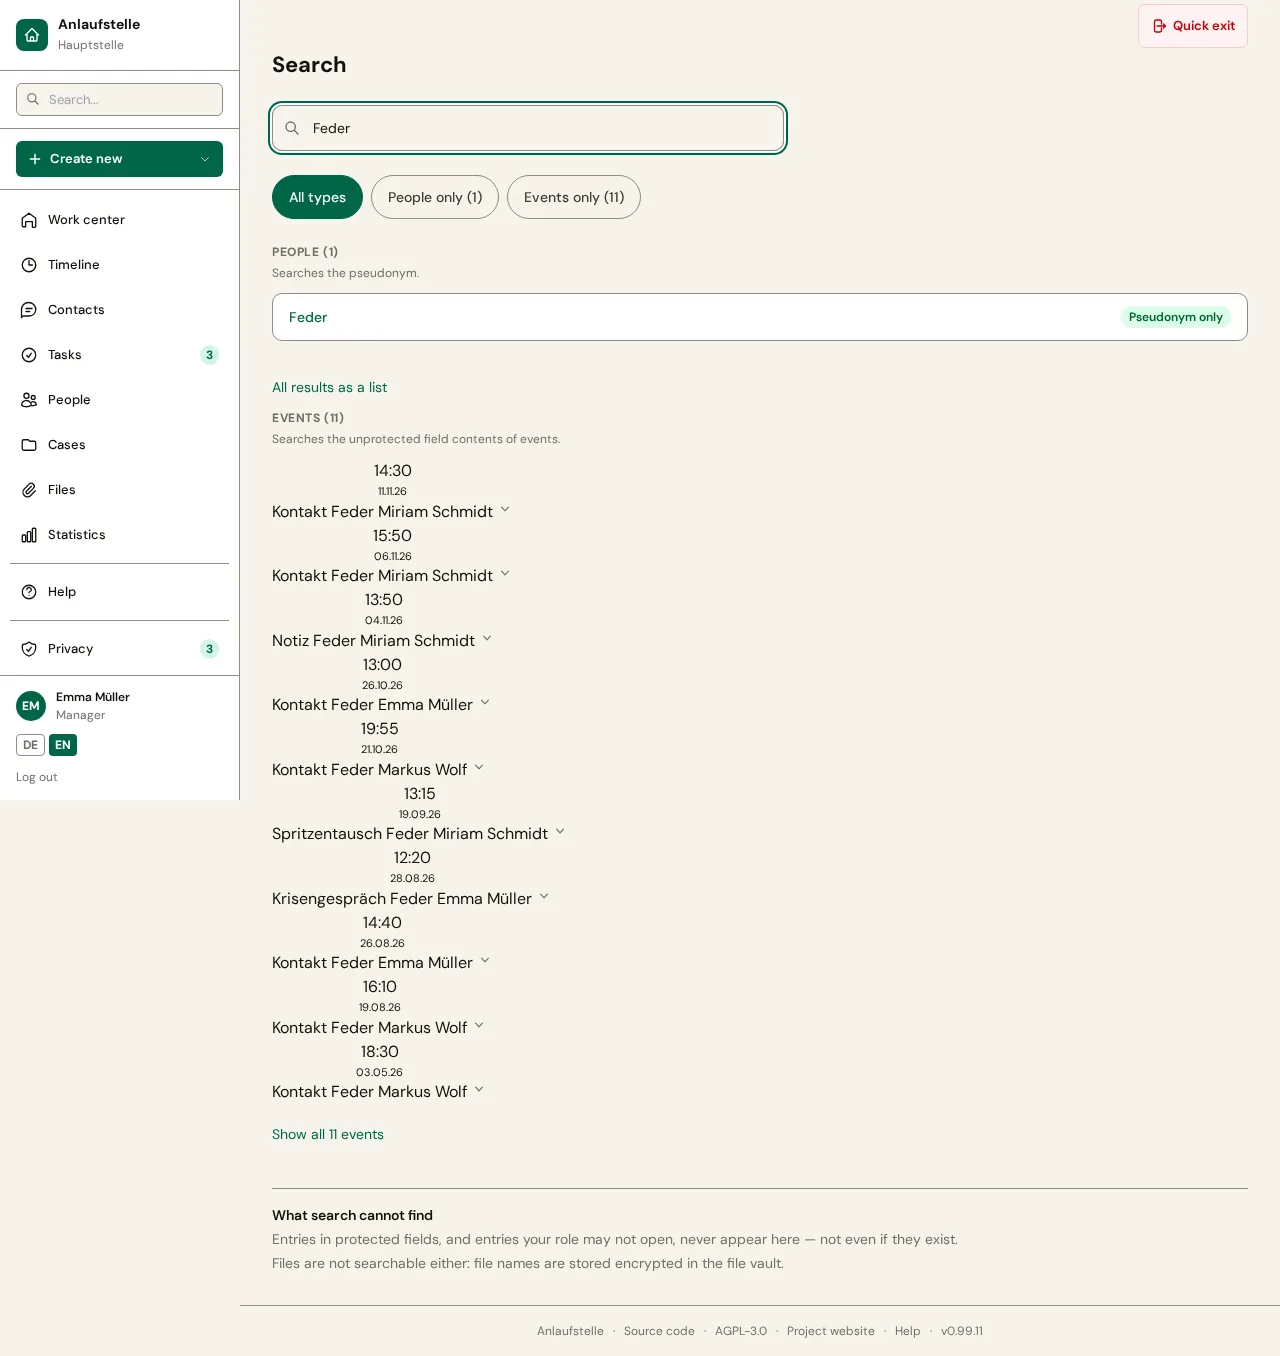 Anlaufstelle
Hauptstelle
Search...
Create new
Work center
Timeline
Contacts
Tasks 3
People
Cases
Files
Statistics
Help
Privacy 3
EM Emma Müller
Manager
DE EN
Log out
Quick exit
Search
Feder
All types People only (1) Events only (11)
PEOPLE (1)
Searches the pseudonym.
Feder Pseudonym only
All results as a list
EVENTS (11)
Searches the unprotected field contents of events.
14:30
11.11.26
Kontakt Feder Miriam Schmidt
15:50
06.11.26
Kontakt Feder Miriam Schmidt
13:50
04.11.26
Notiz Feder Miriam Schmidt
13:00
26.10.26
Kontakt Feder Emma Müller
19:55
21.10.26
Kontakt Feder Markus Wolf
13:15
19.09.26
Spritzentausch Feder Miriam Schmidt
12:20
28.08.26
Krisengespräch Feder Emma Müller
14:40
26.08.26
Kontakt Feder Emma Müller
16:10
19.08.26
Kontakt Feder Markus Wolf
18:30
03.05.26
Kontakt Feder Markus Wolf
Show all 11 events
What search cannot find
Entries in protected fields, and entries your role may not open, never appear here — not even if they exist.
Files are not searchable either: file names are stored encrypted in the file vault.
Anlaufstelle · Source code · AGPL-3.0 · Project website · Help · v0.99.11